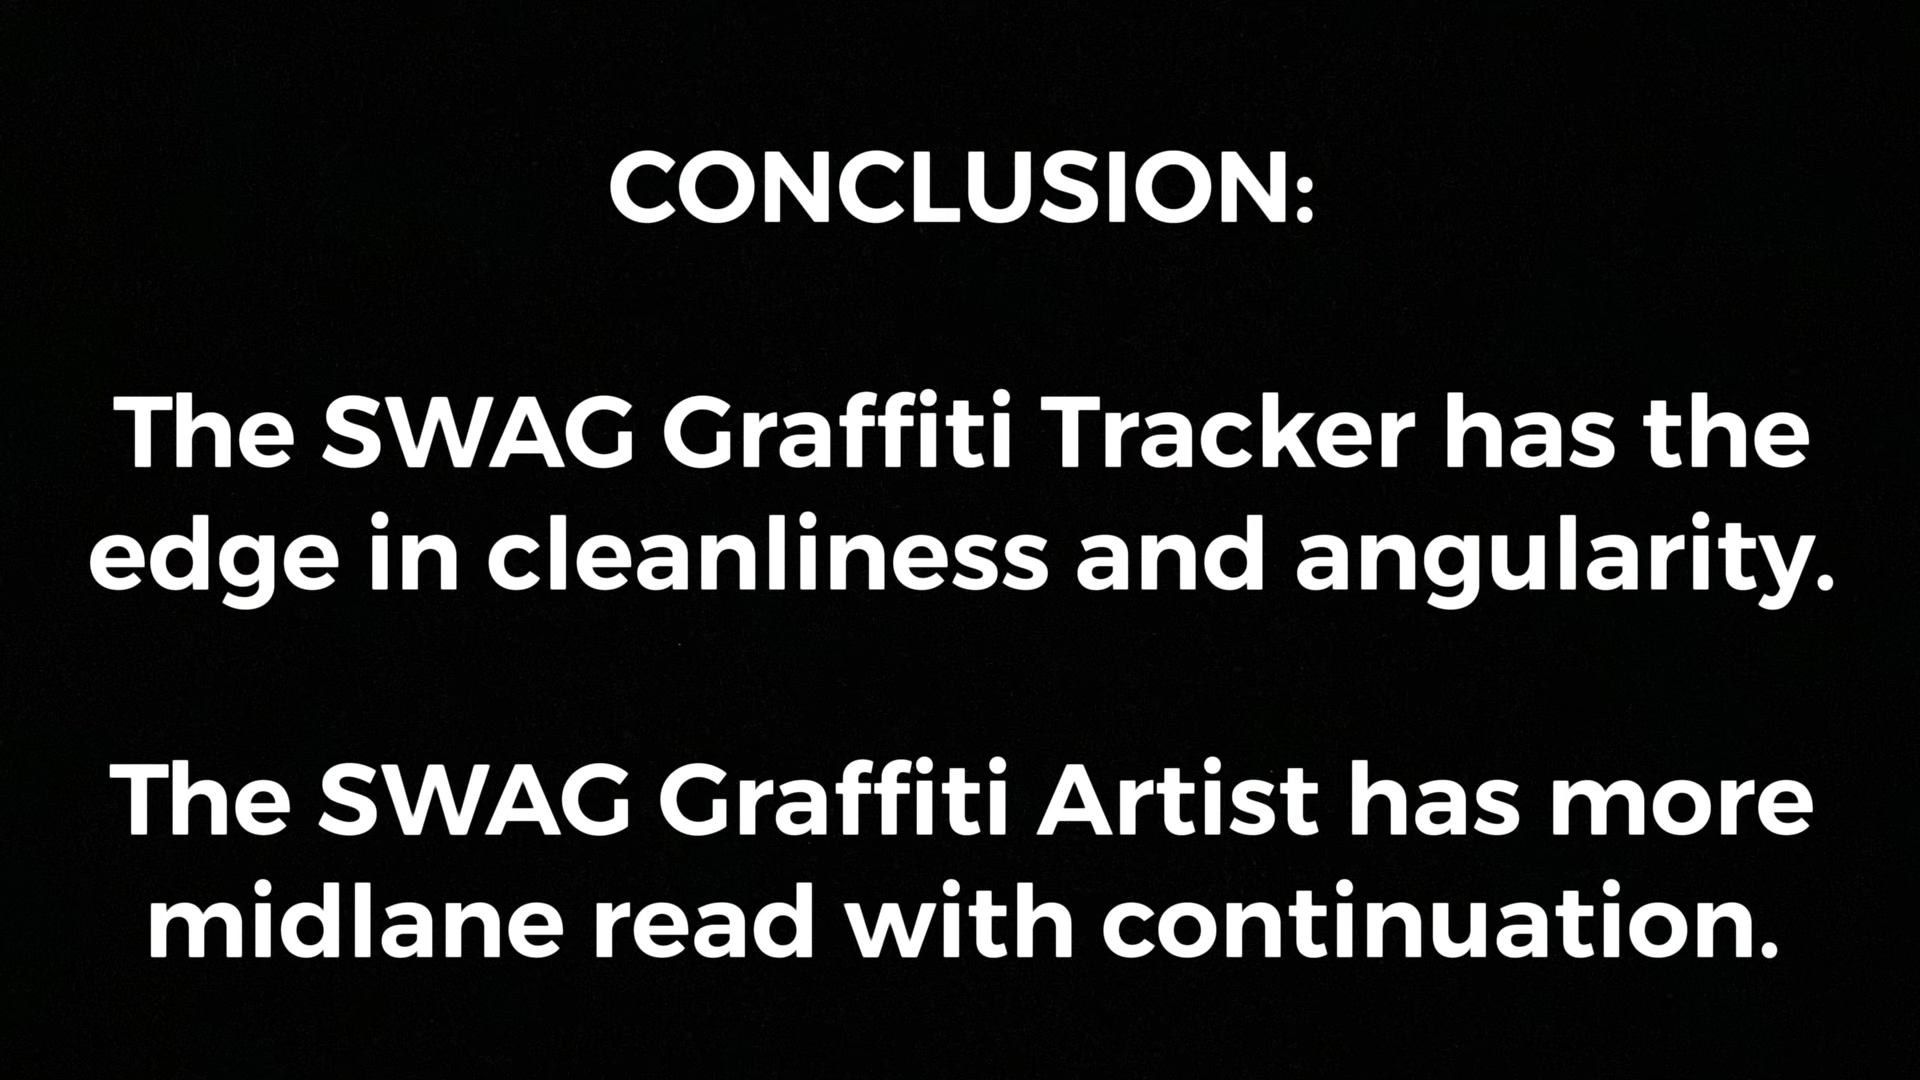 CONCLUSION:
The SWAG Graffiti Tracker has the
edge in cleanliness and angularity.
The SWAG Graffiti Artist has more
midlane read with continuation.